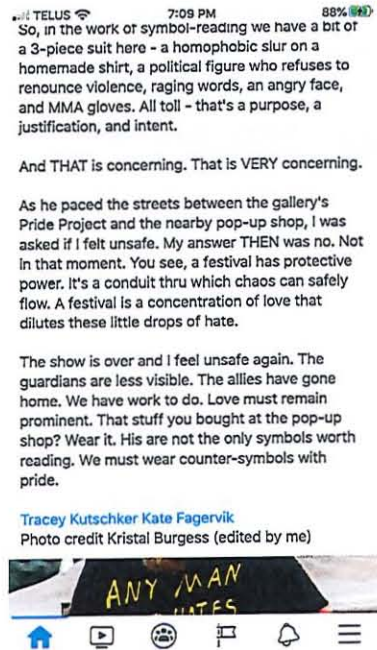 TELUS 7:09 PM 88%
So, in the work of symbol-reading we have a bit of
a 3-piece suit here - a homophobic slur on a
homemade shirt, a political figure who refuses to
renounce violence, raging words, an angry face,
and MMA gloves. All toll - that's a purpose, a
justification, and intent.
And THAT is concerning. That is VERY concerning.
As he paced the streets between the gallery's
Pride Project and the nearby pop-up shop, I was
asked if I felt unsafe. My answer THEN was no. Not
in that moment. You see, a festival has protective
power. It's a conduit thru which chaos can safely
flow. A festival is a concentration of love that
dilutes these little drops of hate.
The show is over and I feel unsafe again. The
guardians are less visible. The allies have gone
home. We have work to do. Love must remain
prominent. That stuff you bought at the pop-up
shop? Wear it. His are not the only symbols worth
reading. We must wear counter-symbols with
pride.
Tracey Kutschker Kate Fagervik
Photo credit Kristal Burgess (edited by me)
ANY MAN